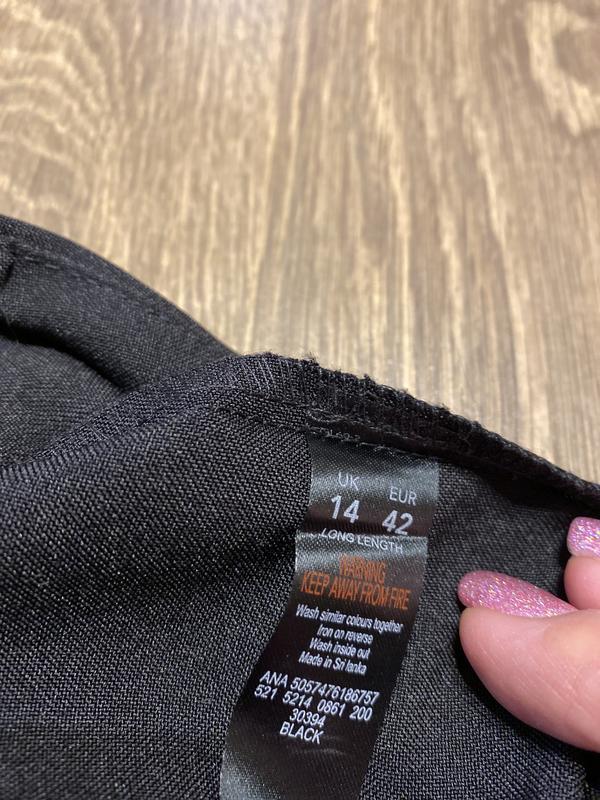 UK EUR
14 42
LONG LENGTH
WARNING
KEEP AWAY FROM FIRE
Wash similar colours together
Iron on reverse
Wash inside out
Made in Sri lanka
ANA 5057476186757
521 5214 0861 200
30394
BLACK